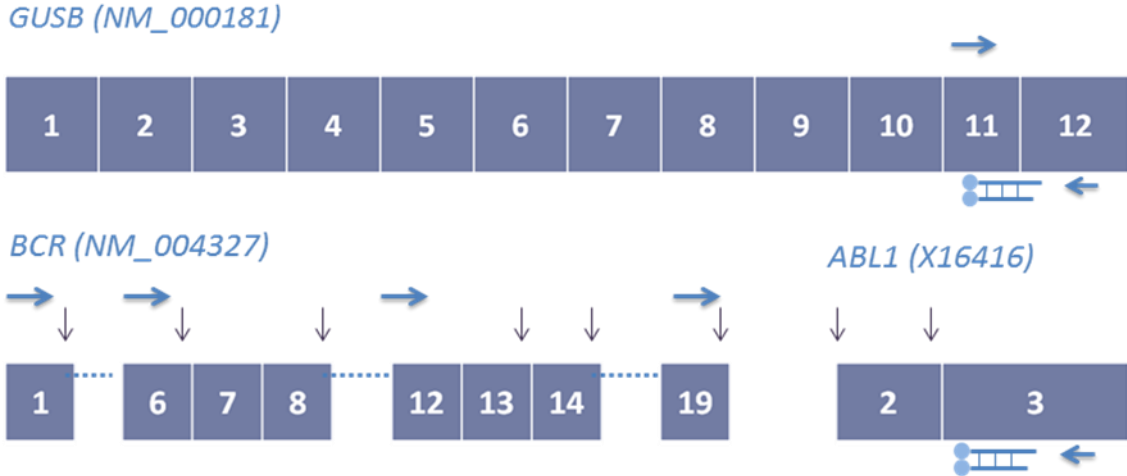 GUSB (NM_000181)
1 2 3 4 5 6 7 8 9 10 11 12
BCR (NM_004327)
ABL1 (X16416)
1 6 7 8 12 13 14 19 2 3